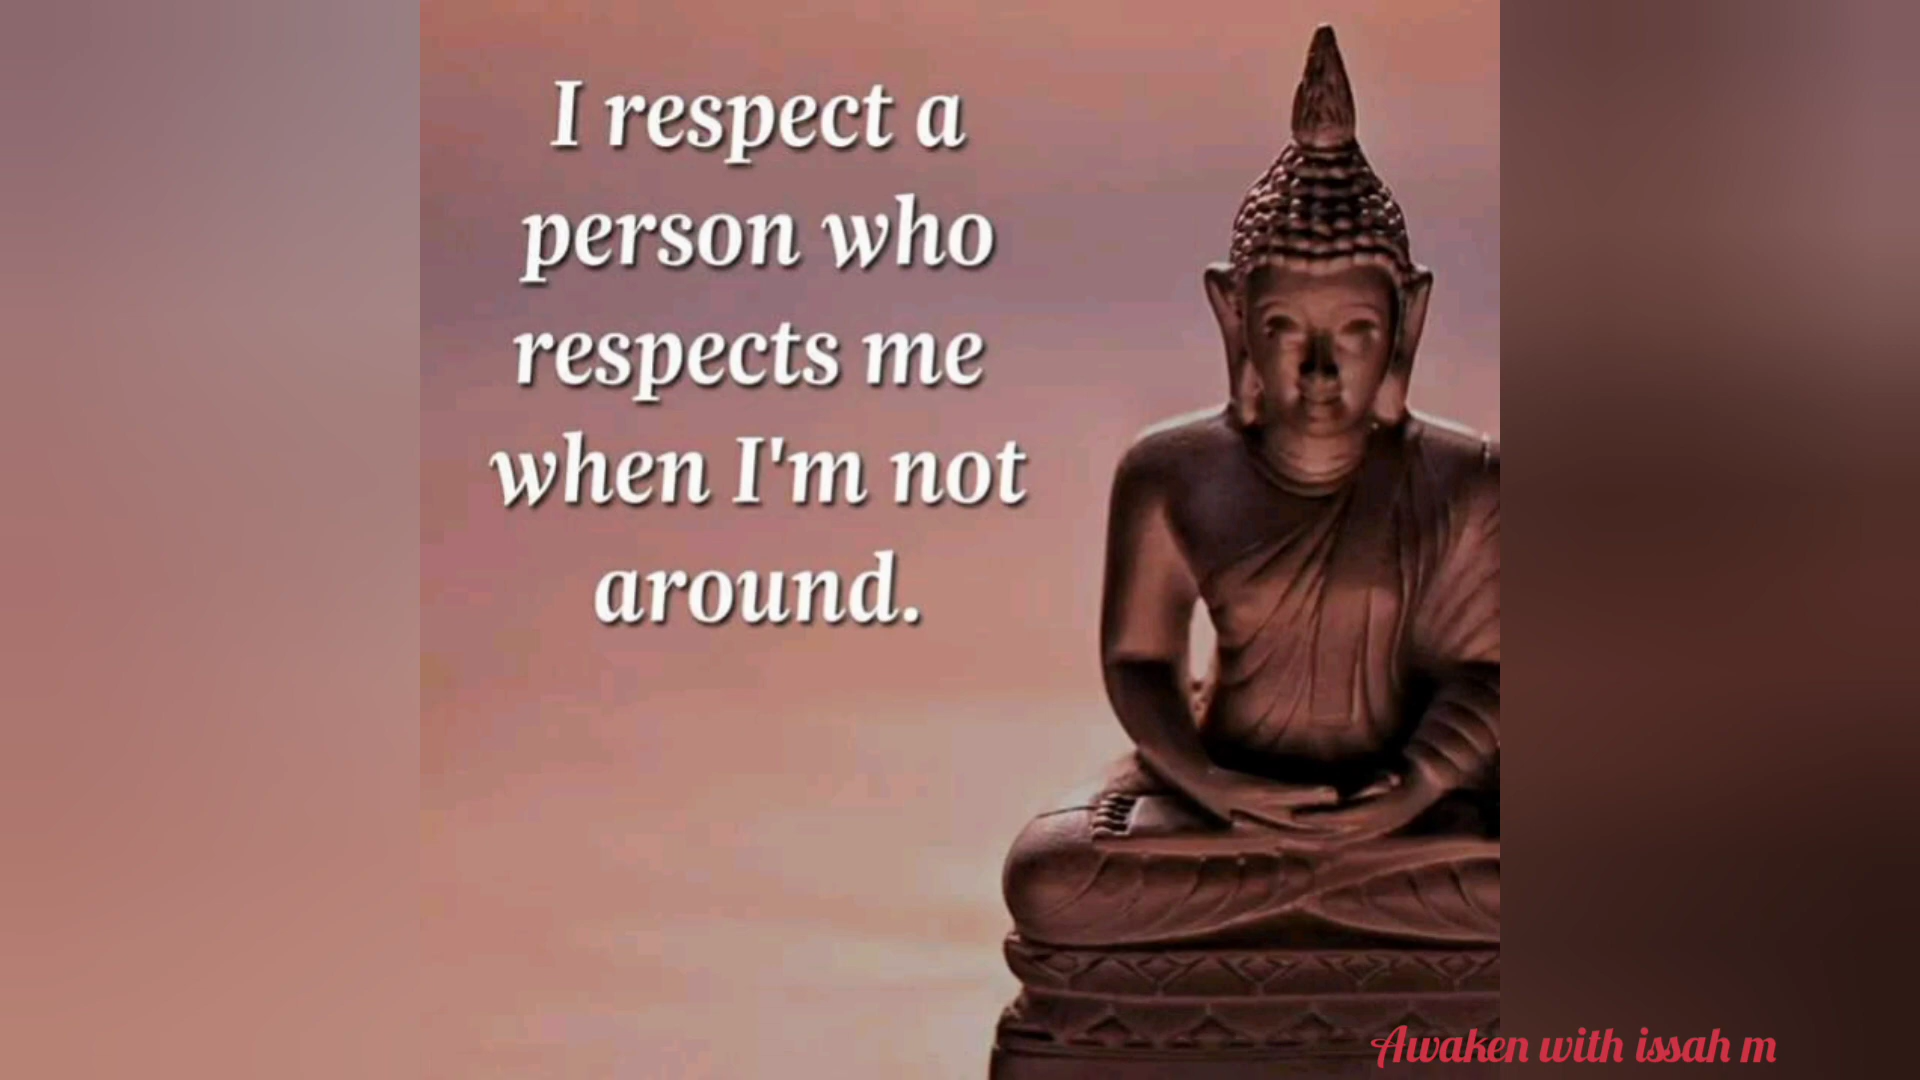 I respect a
person who
respects me
when I'm not
around.
Awaken with issah m